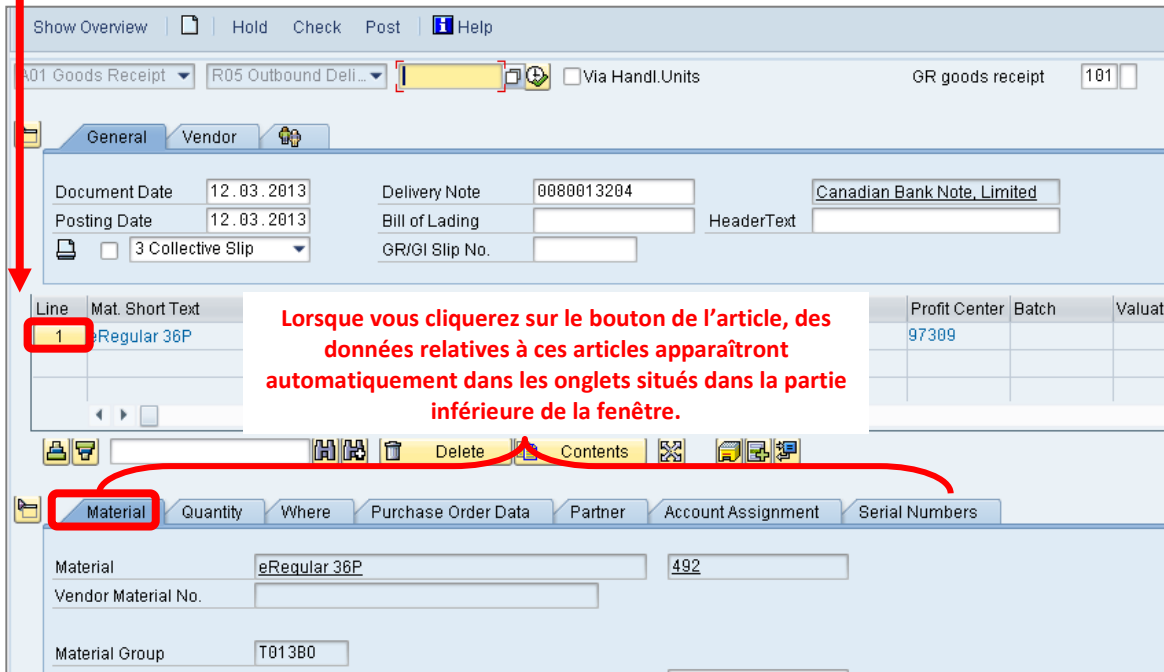 Show Overview Hold Check Post Help
A01 Goods Receipt R05 Outbound Deli... Via Handl.Units GR goods receipt 101
General Vendor
Document Date 12.03.2013 Delivery Note 0080013204 Canadian Bank Note, Limited
Posting Date 12.03.2013 Bill of Lading HeaderText
3 Collective Slip GR/GI Slip No.
Line Mat. Short Text Profit Center Batch Valuat
1 eRegular 36P 97309
Lorsque vous cliquerez sur le bouton de l’article, des
données relatives à ces articles apparaîtront
automatiquement dans les onglets situés dans la partie
inférieure de la fenêtre.
Delete Contents
Material Quantity Where Purchase Order Data Partner Account Assignment Serial Numbers
Material eRegular 36P 492
Vendor Material No.
Material Group T013B0